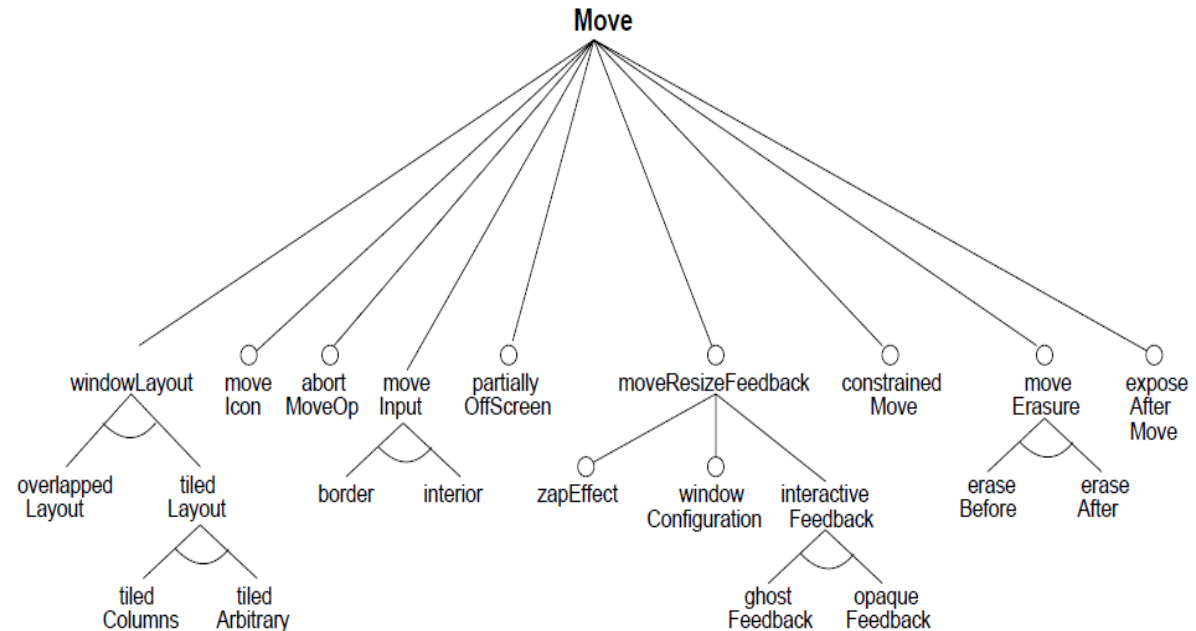 Move
windowLayout
move
Icon
abort
MoveOp
move
Input
partially
OffScreen
moveResizeFeedback
constrained
Move
move
Erasure
expose
After
Move
overlapped
Layout
tiled
Layout
border
interior
zapEffect
window
Configuration
interactive
Feedback
erase
Before
erase
After
tiled
Columns
tiled
Arbitrary
ghost
Feedback
opaque
Feedback